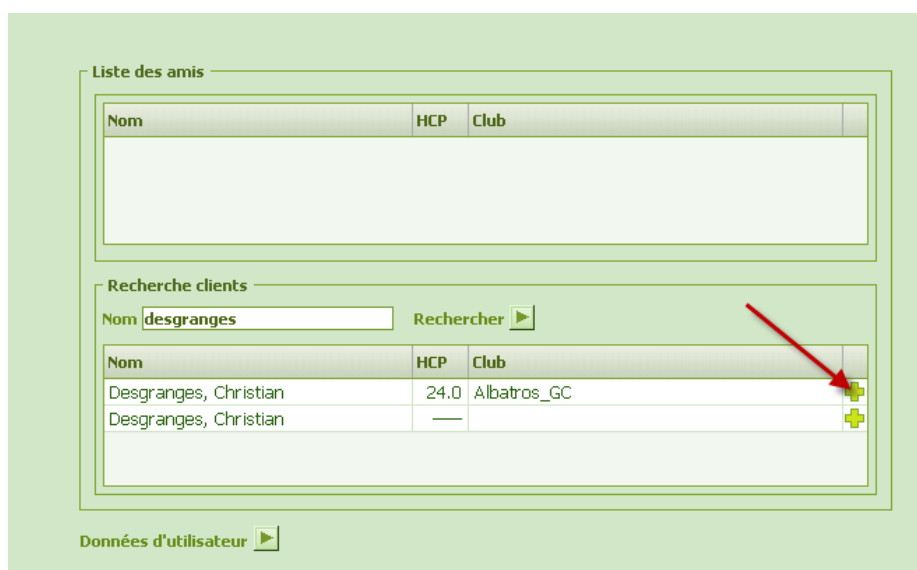 Liste des amis
Nom HCP Club
Recherche clients
Nom desgranges Rechercher
Nom HCP Club
Desgranges, Christian 24.0 Albatros_GC
Desgranges, Christian —
Données d'utilisateur